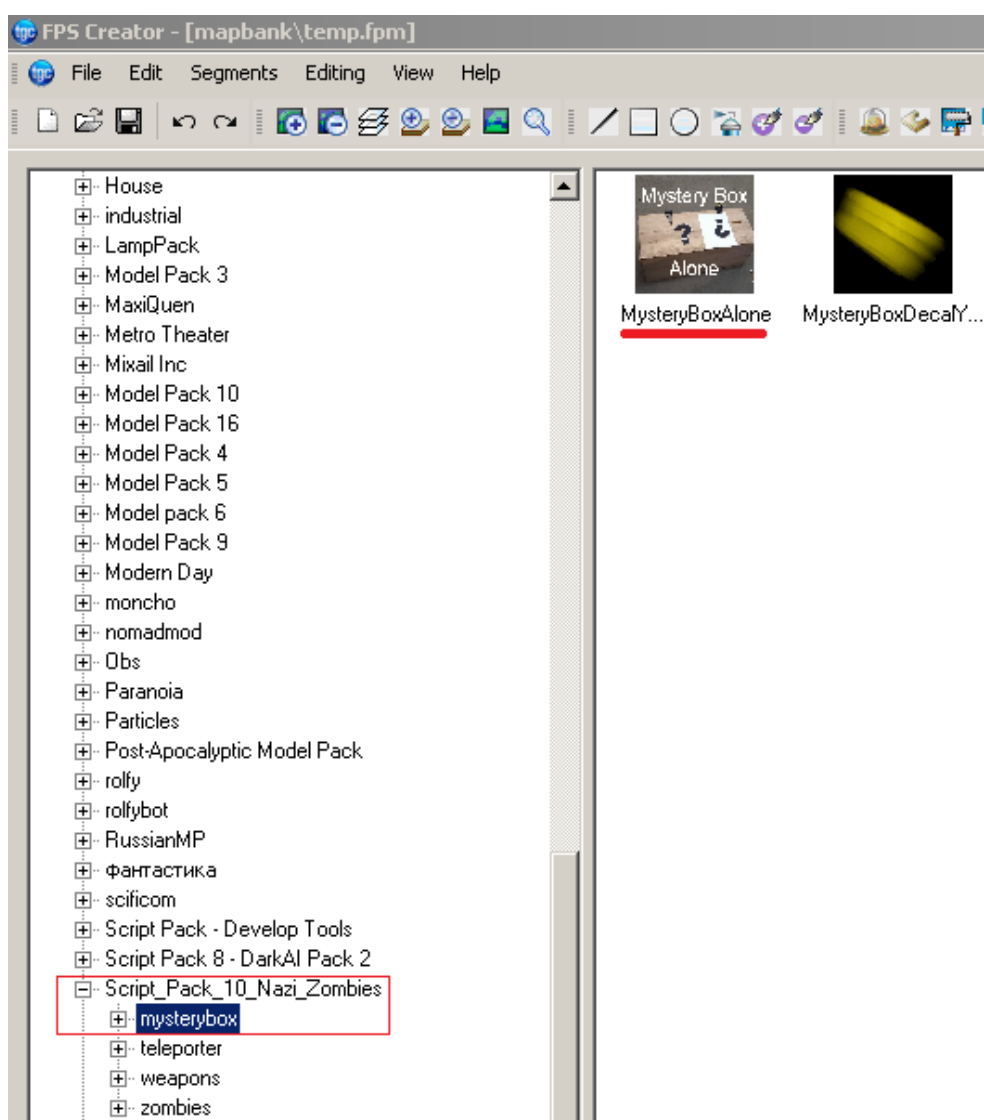 FPS Creator - [mapbank\temp.fpm]
File Edit Segments Editing View Help
House
industrial
LampPack
Model Pack 3
MaxiQuen
Metro Theater
Mixail Inc
Model Pack 10
Model Pack 16
Model Pack 4
Model Pack 5
Model pack 6
Model Pack 9
Modern Day
moncho
nomadmod
Obs
Paranoia
Particles
Post-Apocalyptic Model Pack
rolfy
rolfybot
RussianMP
фантастика
scificom
Script Pack - Develop Tools
Script Pack 8 - DarkAI Pack 2
Script_Pack_10_Nazi_Zombies
mysterybox
teleporter
weapons
zombies
Mystery Box
? ¿
Alone
MysteryBoxAlone
MysteryBoxDecalY...